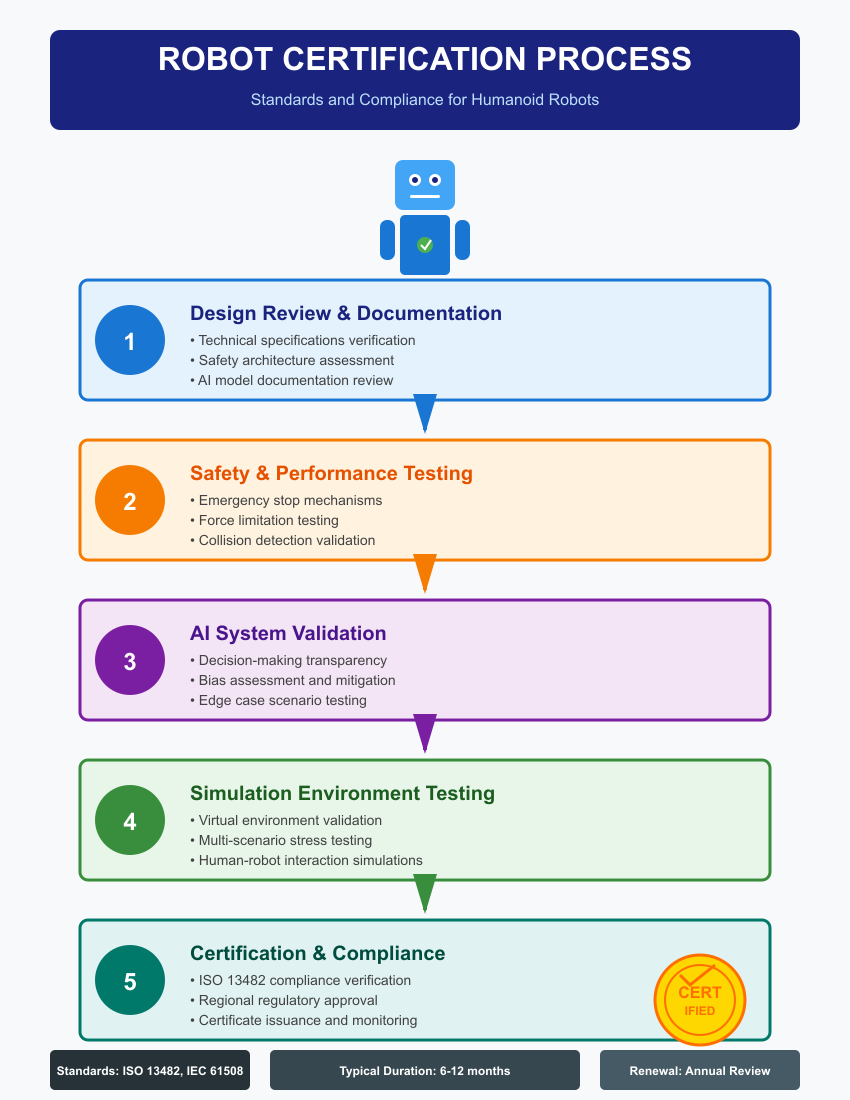 ROBOT CERTIFICATION PROCESS
Standards and Compliance for Humanoid Robots
1
Design Review & Documentation
• Technical specifications verification
• Safety architecture assessment
• AI model documentation review
2
Safety & Performance Testing
• Emergency stop mechanisms
• Force limitation testing
• Collision detection validation
3
AI System Validation
• Decision-making transparency
• Bias assessment and mitigation
• Edge case scenario testing
4
Simulation Environment Testing
• Virtual environment validation
• Multi-scenario stress testing
• Human-robot interaction simulations
5
Certification & Compliance
• ISO 13482 compliance verification
• Regional regulatory approval
• Certificate issuance and monitoring
CERT
IFIED
Standards: ISO 13482, IEC 61508
Typical Duration: 6-12 months
Renewal: Annual Review